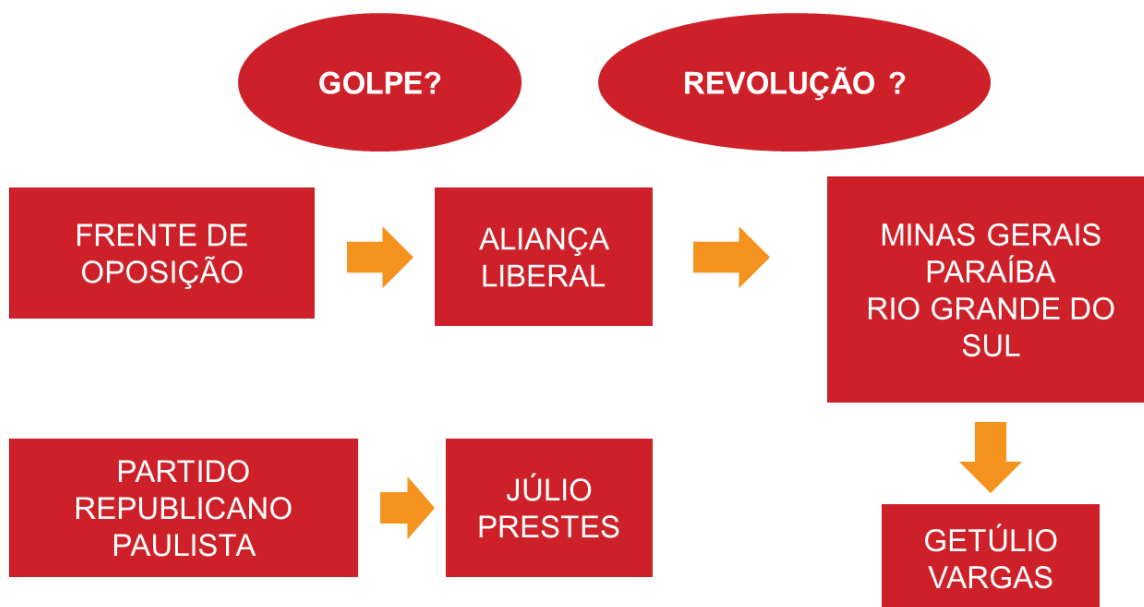 GOLPE?
REVOLUÇÃO ?
FRENTE DE
OPOSIÇÃO
ALIANÇA
LIBERAL
MINAS GERAIS
PARAÍBA
RIO GRANDE DO
SUL
PARTIDO
REPUBLICANO
PAULISTA
JÚLIO
PRESTES
GETÚLIO
VARGAS